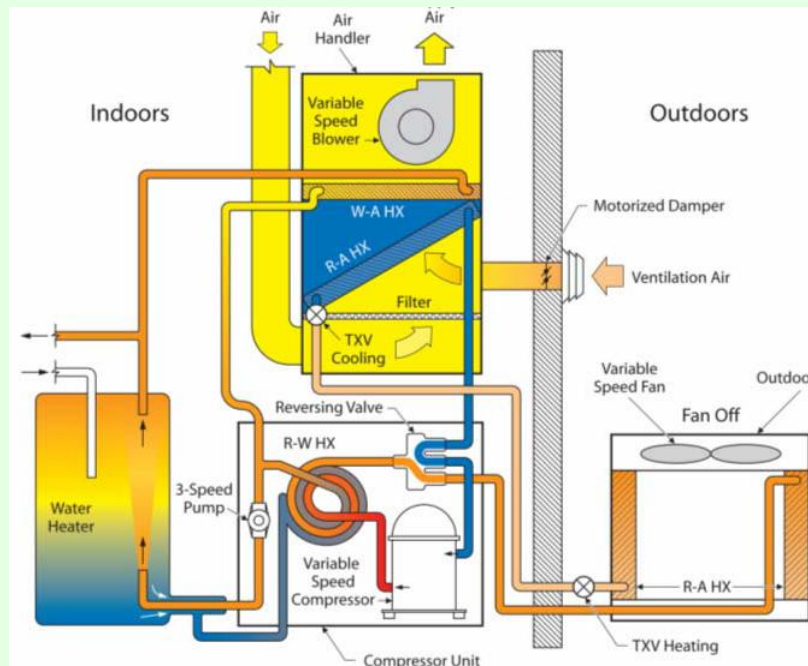 Air
Air
Handler
Air
Indoors
Variable
Speed
Blower
Outdoors
W-A HX
Motorized Damper
R-A HX
Ventilation Air
Filter
TXV
Cooling
Variable
Speed Fan
Outdoo
Reversing Valve
Fan Off
R-W HX
3-Speed
Pump
Water
Heater
Variable
Speed
Compressor
R-A HX
TXV Heating
Compressor Unit